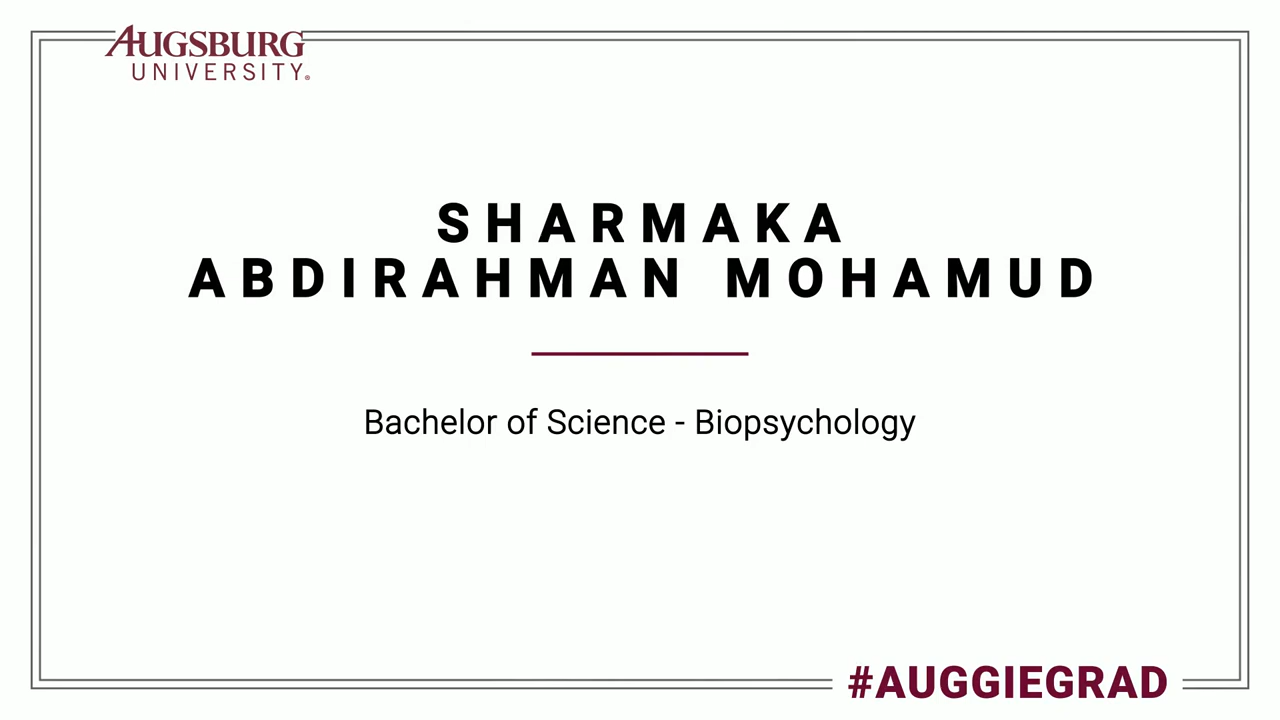 AUGSBURG
UNIVERSITY®
SHARMAKA
ABDIRAHMAN MOHAMUD
Bachelor of Science - Biopsychology
#AUGGIEGRAD